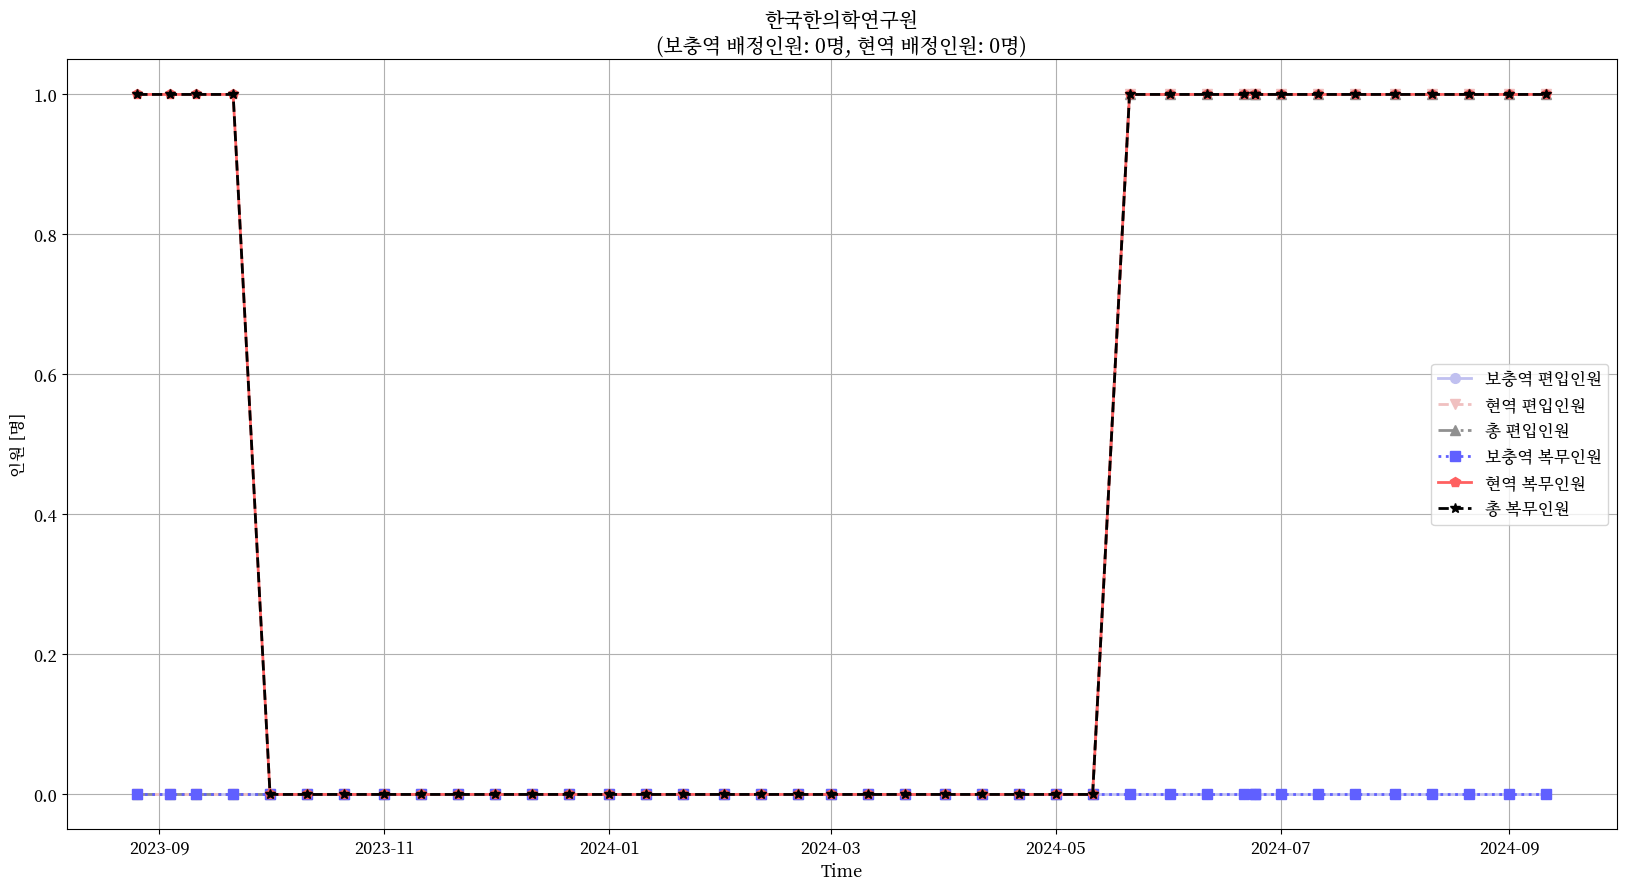 한국한의학연구원
(보충역 배정인원: 0명, 현역 배정인원: 0명)
1.0
0.8
0.6
0.4
0.2
0.0
인원 [명]
보충역 편입인원
현역 편입인원
총 편입인원
보충역 복무인원
현역 복무인원
총 복무인원
2023-09
2023-11
2024-01
2024-03
2024-05
2024-07
2024-09
Time